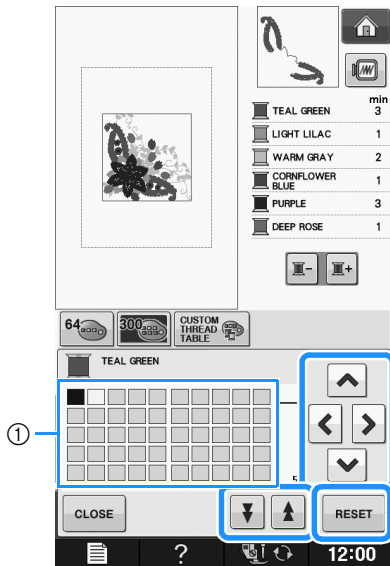 min
TEAL GREEN 3
LIGHT LILAC 1
WARM GRAY 2
CORNFLOWER
BLUE 1
PURPLE 3
DEEP ROSE 1
- +
64 300 CUSTOM
THREAD
TABLE
TEAL GREEN
①
5
CLOSE RESET
? 12:00